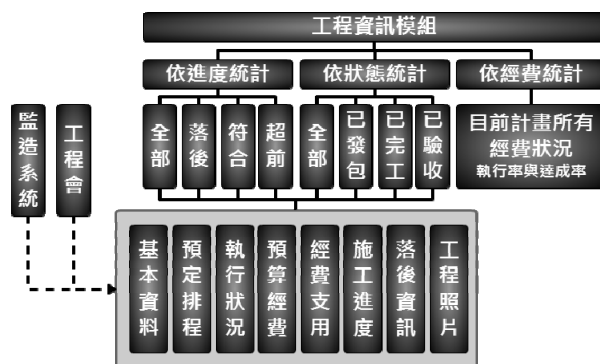 工程資訊模組
依進度統計
依狀態統計
依經費統計
監造系統
工程會
全部
落後
符合
超前
全部
已發包
已完工
已驗收
目前計畫所有
經費狀況
執行率與達成率
基本資料
預定排程
執行狀況
預算經費
經費支用
施工進度
落後資訊
工程照片